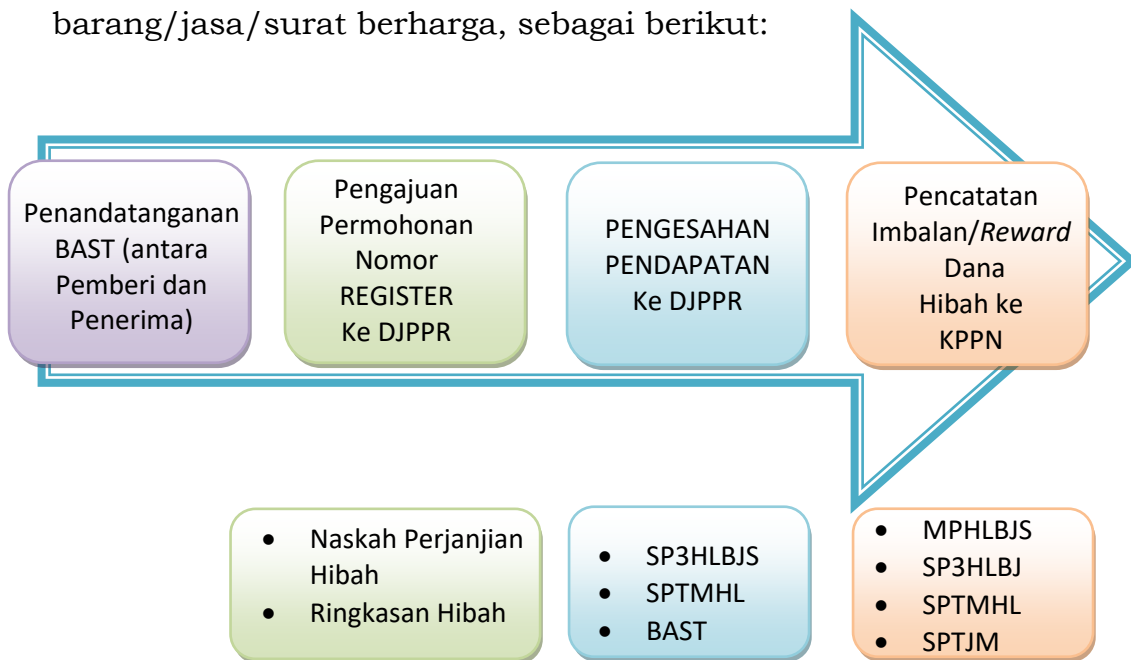 barang/jasa/surat berharga, sebagai berikut:
Penandatanganan
BAST (antara
Pemberi dan
Penerima)
Pengajuan
Permohonan
Nomor
REGISTER
Ke DJPPR
PENGESAHAN
PENDAPATAN
Ke DJPPR
Pencatatan
Imbalan/Reward
Dana
Hibah ke
KPPN
• Naskah Perjanjian
Hibah
• Ringkasan Hibah
• SP3HLBJS
• SPTMHL
• BAST
• MPHLBJS
• SP3HLBJ
• SPTMHL
• SPTJM